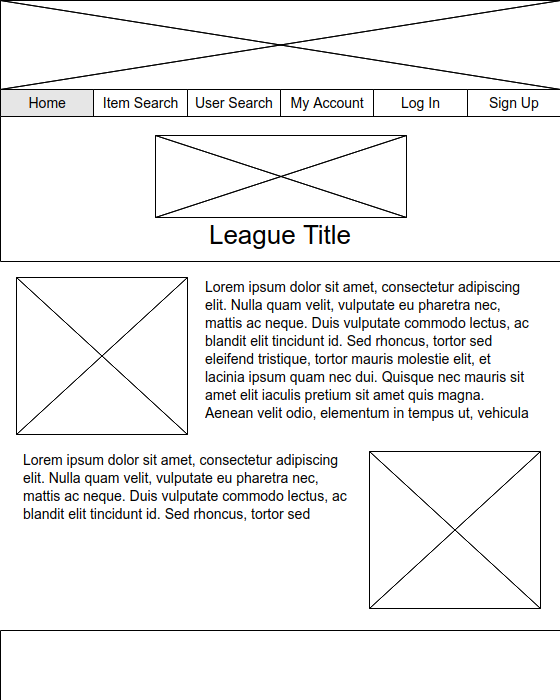 Home Item Search User Search My Account Log In Sign Up
League Title
Lorem ipsum dolor sit amet, consectetur adipiscing
elit. Nulla quam velit, vulputate eu pharetra nec,
mattis ac neque. Duis vulputate commodo lectus, ac
blandit elit tincidunt id. Sed rhoncus, tortor sed
eleifend tristique, tortor mauris molestie elit, et
lacinia ipsum quam nec dui. Quisque nec mauris sit
amet elit iaculis pretium sit amet quis magna.
Aenean velit odio, elementum in tempus ut, vehicula
Lorem ipsum dolor sit amet, consectetur adipiscing
elit. Nulla quam velit, vulputate eu pharetra nec,
mattis ac neque. Duis vulputate commodo lectus, ac
blandit elit tincidunt id. Sed rhoncus, tortor sed